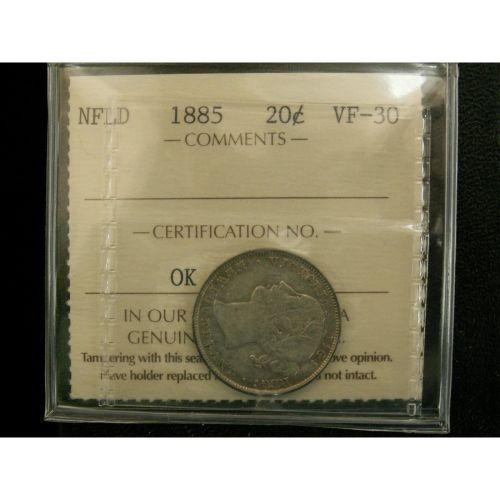 NFLD 1885 20¢ VF-30
— COMMENTS —
— CERTIFICATION NO. —
OK
IN OUR A
GENUIN
Tampering with this sea ve opinion.
Have holder replaced not intact.